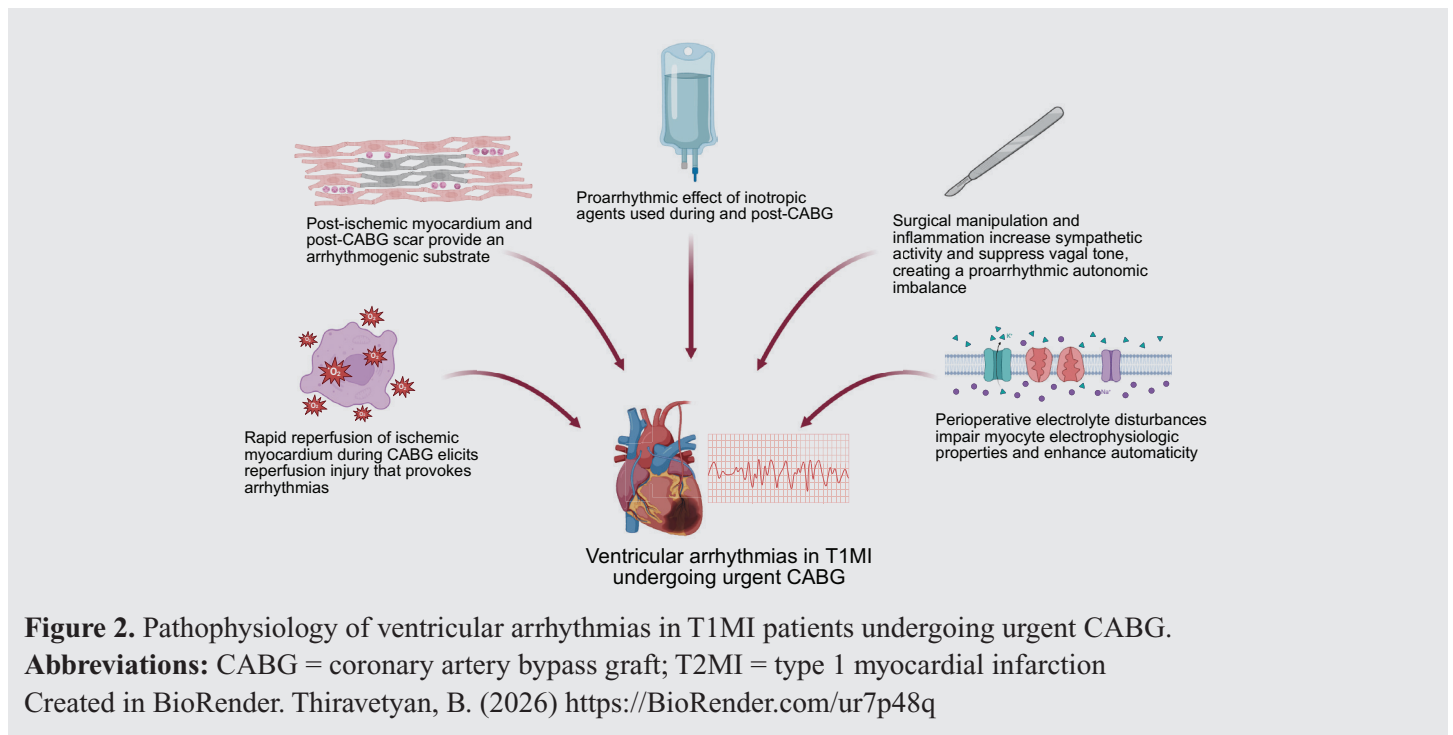 Post-ischemic myocardium and
post-CABG scar provide an
arrhythmogenic substrate
Proarrhythmic effect of inotropic
agents used during and post-CABG
Surgical manipulation and
inflammation increase sympathetic
activity and suppress vagal tone,
creating a proarrhythmic autonomic
imbalance
O₂
Rapid reperfusion of ischemic
myocardium during CABG elicits
reperfusion injury that provokes
arrhythmias
K⁺
Na⁺
Perioperative electrolyte disturbances
impair myocyte electrophysiologic
properties and enhance automaticity
Ventricular arrhythmias in T1MI
undergoing urgent CABG
Figure 2. Pathophysiology of ventricular arrhythmias in T1MI patients undergoing urgent CABG.
Abbreviations: CABG = coronary artery bypass graft; T2MI = type 1 myocardial infarction
Created in BioRender. Thiravetyan, B. (2026) https://BioRender.com/ur7p48q